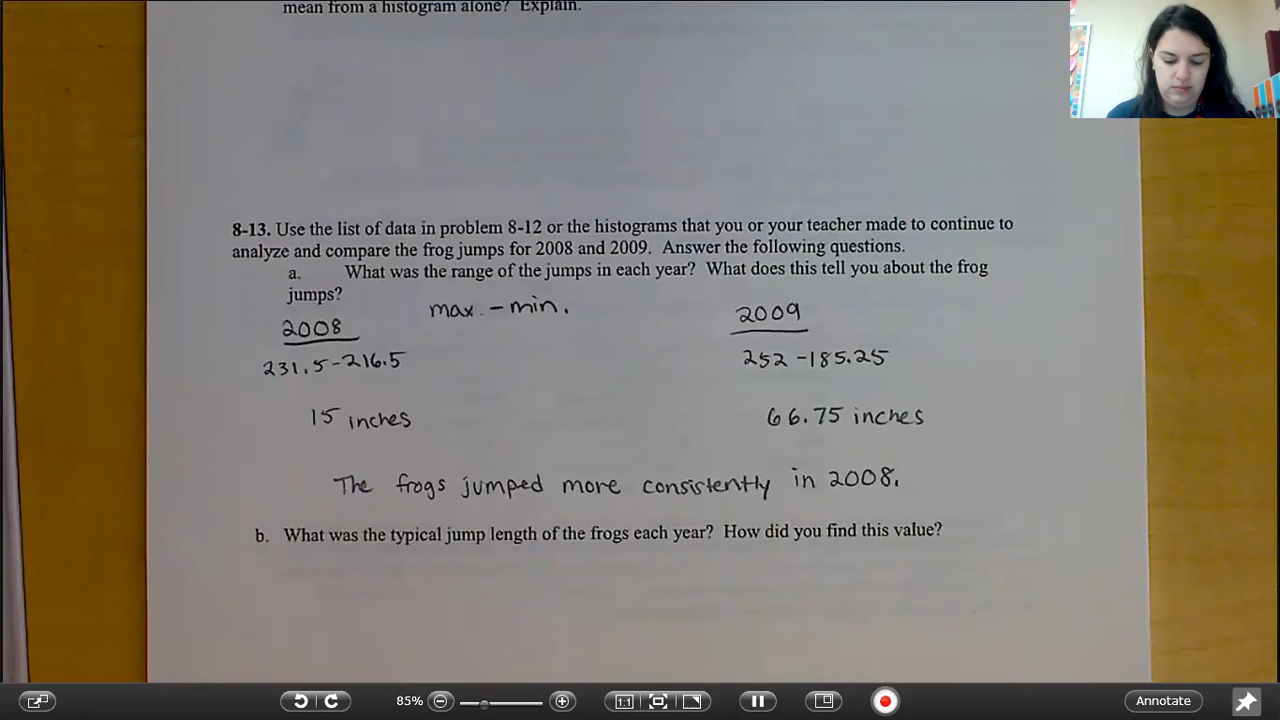 mean from a histogram alone? Explain.
8-13. Use the list of data in problem 8-12 or the histograms that you or your teacher made to continue to
analyze and compare the frog jumps for 2008 and 2009. Answer the following questions.
a. What was the range of the jumps in each year? What does this tell you about the frog
jumps?
max. - min.
2008
2009
231.5-216.5
252 -185.25
15 inches
66.75 inches
The frogs jumped more consistently in 2008.
b. What was the typical jump length of the frogs each year? How did you find this value?
85%
1:1
Annotate